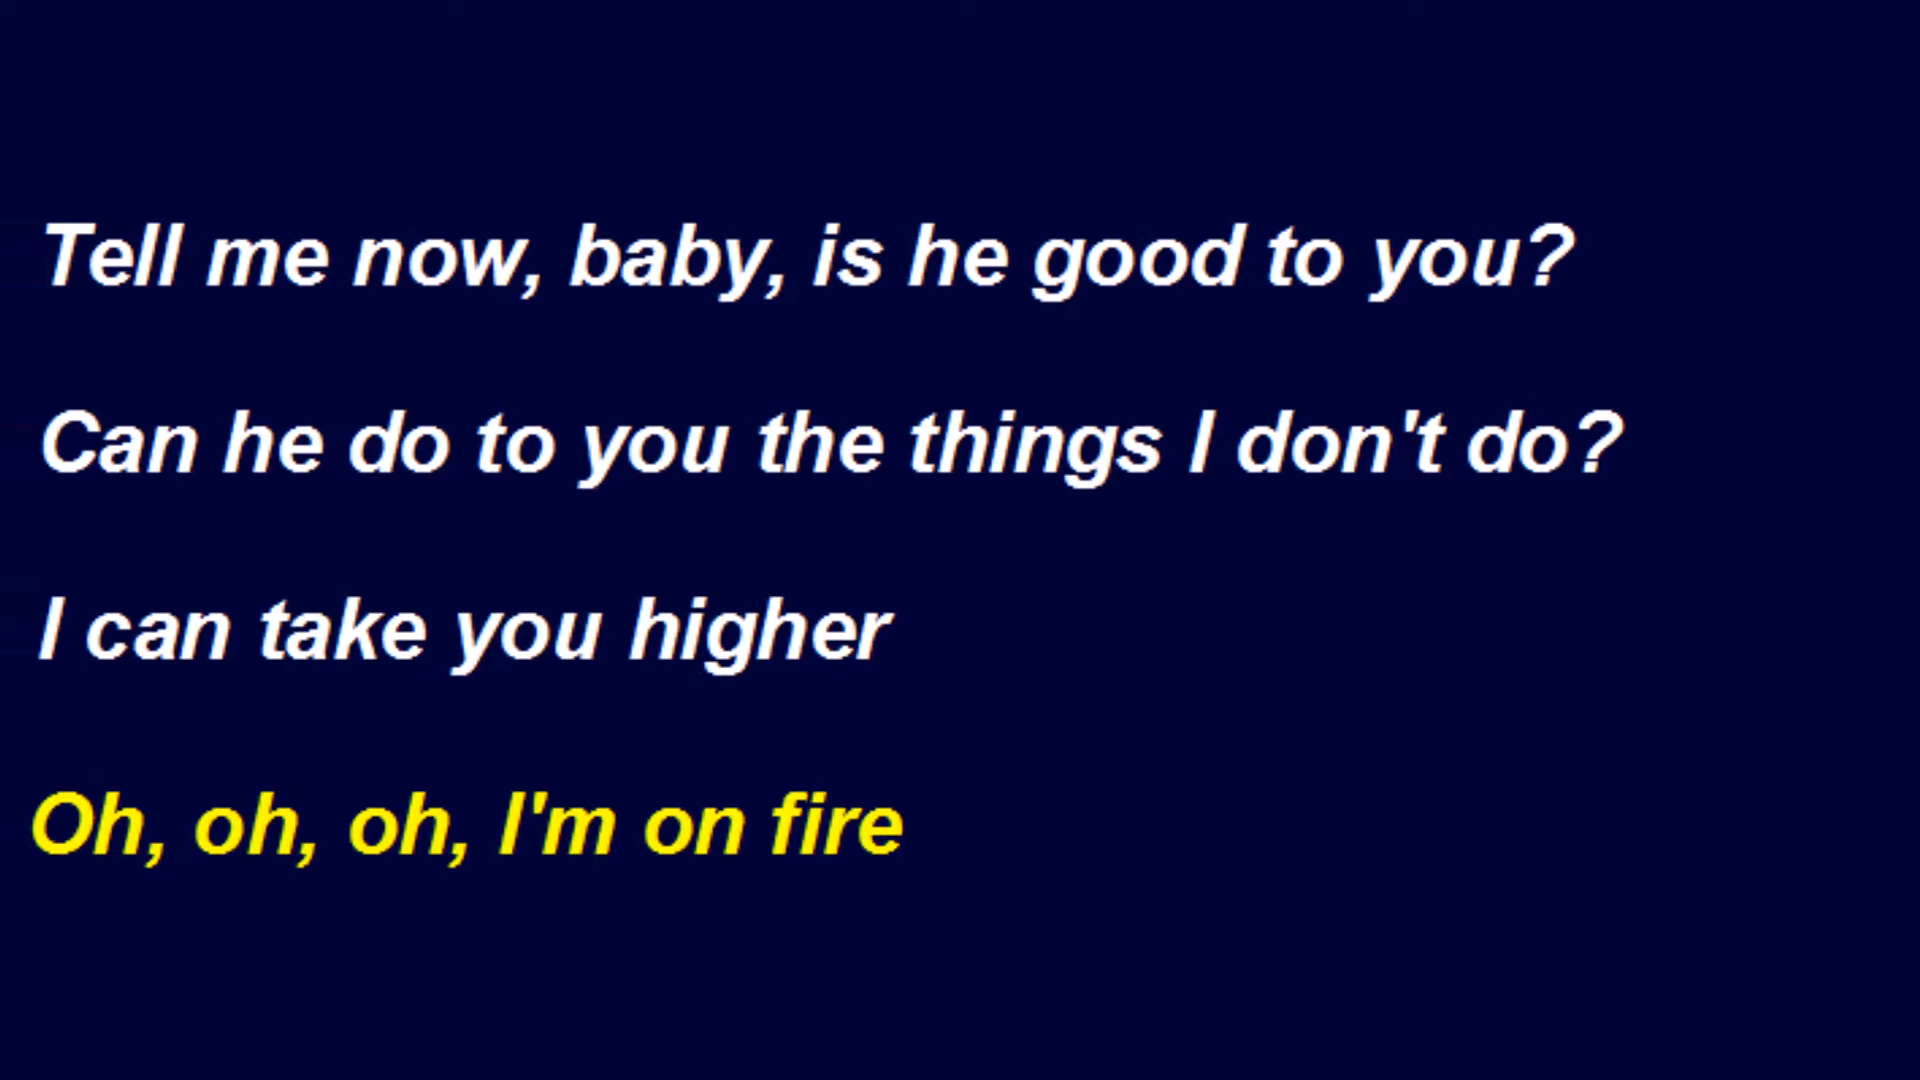 Tell me now, baby, is he good to you?
Can he do to you the things I don't do?
I can take you higher
Oh, oh, oh, I'm on fire